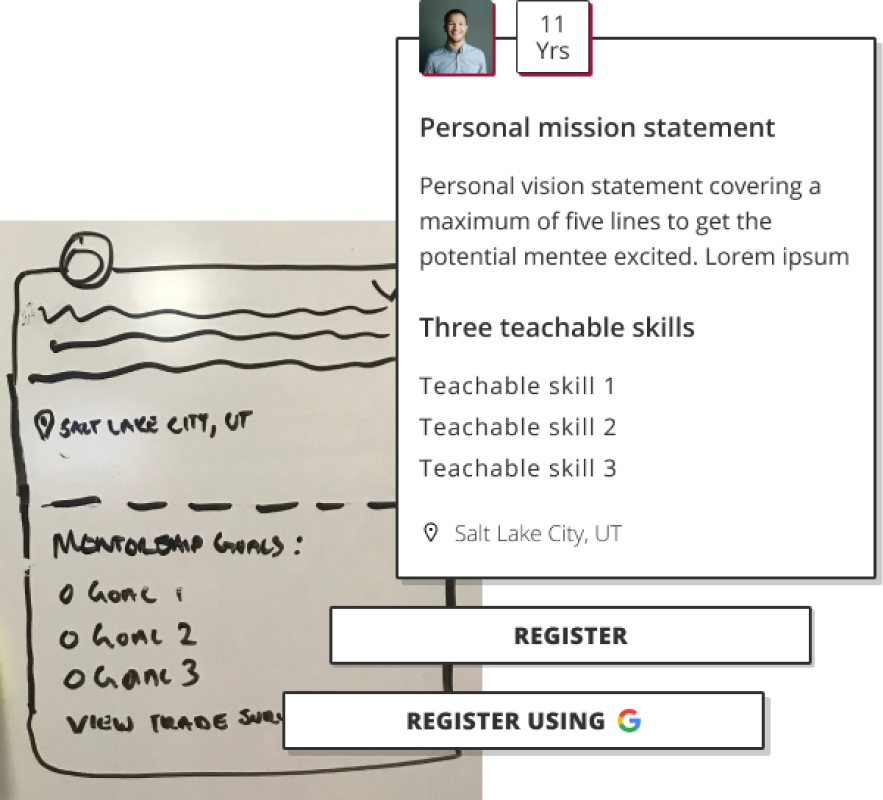 11
Yrs
Personal mission statement
Personal vision statement covering a
maximum of five lines to get the
potential mentee excited. Lorem ipsum
Three teachable skills
Teachable skill 1
Teachable skill 2
Teachable skill 3
Salt Lake City, UT
REGISTER
REGISTER USING
SALT LAKE CITY, UT
MENTORSHIP GOALS:
GOAL 1
GOAL 2
GOAL 3
VIEW TRADE